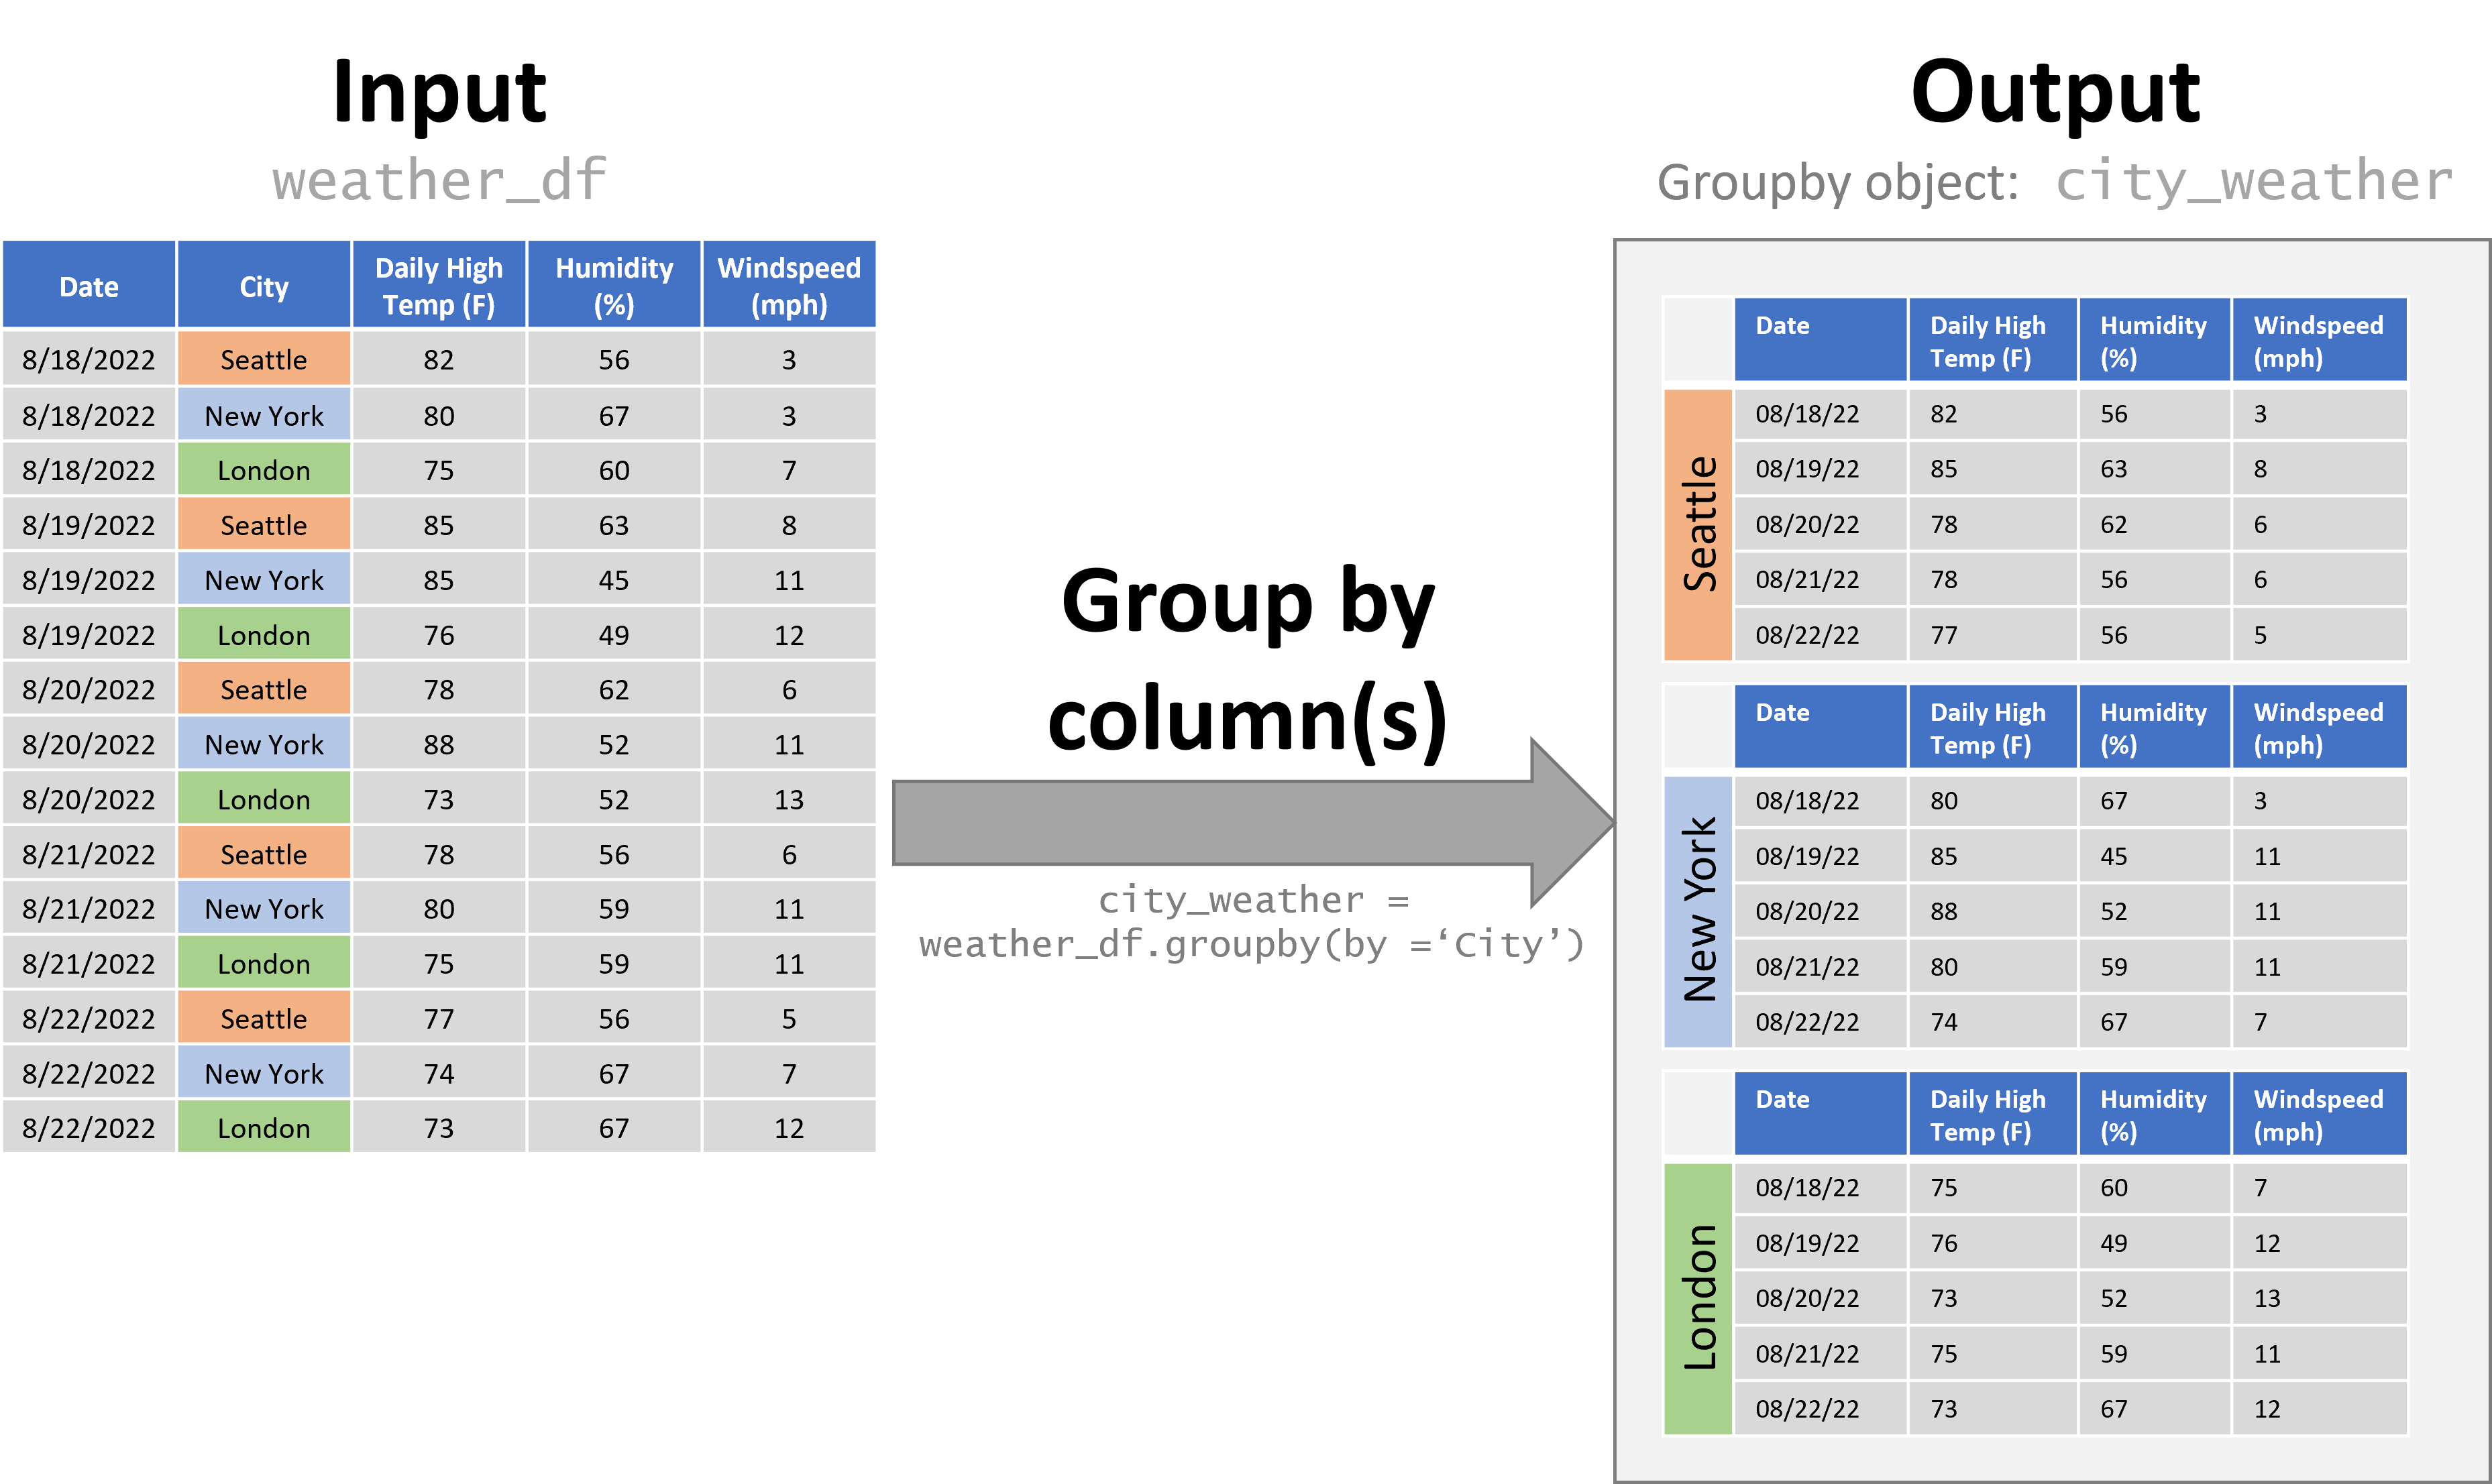 Input
weather_df
Date City Daily High Temp (F) Humidity (%) Windspeed (mph)
8/18/2022 Seattle 82 56 3
8/18/2022 New York 80 67 3
8/18/2022 London 75 60 7
8/19/2022 Seattle 85 63 8
8/19/2022 New York 85 45 11
8/19/2022 London 76 49 12
8/20/2022 Seattle 78 62 6
8/20/2022 New York 88 52 11
8/20/2022 London 73 52 13
8/21/2022 Seattle 78 56 6
8/21/2022 New York 80 59 11
8/21/2022 London 75 59 11
8/22/2022 Seattle 77 56 5
8/22/2022 New York 74 67 7
8/22/2022 London 73 67 12
Group by
column(s)
city_weather =
weather_df.groupby(by =‘City’)
Output
Groupby object: city_weather
Date Daily High Temp (F) Humidity (%) Windspeed (mph)
Seattle
08/18/22 82 56 3
08/19/22 85 63 8
08/20/22 78 62 6
08/21/22 78 56 6
08/22/22 77 56 5
Date Daily High Temp (F) Humidity (%) Windspeed (mph)
New York
08/18/22 80 67 3
08/19/22 85 45 11
08/20/22 88 52 11
08/21/22 80 59 11
08/22/22 74 67 7
Date Daily High Temp (F) Humidity (%) Windspeed (mph)
London
08/18/22 75 60 7
08/19/22 76 49 12
08/20/22 73 52 13
08/21/22 75 59 11
08/22/22 73 67 12